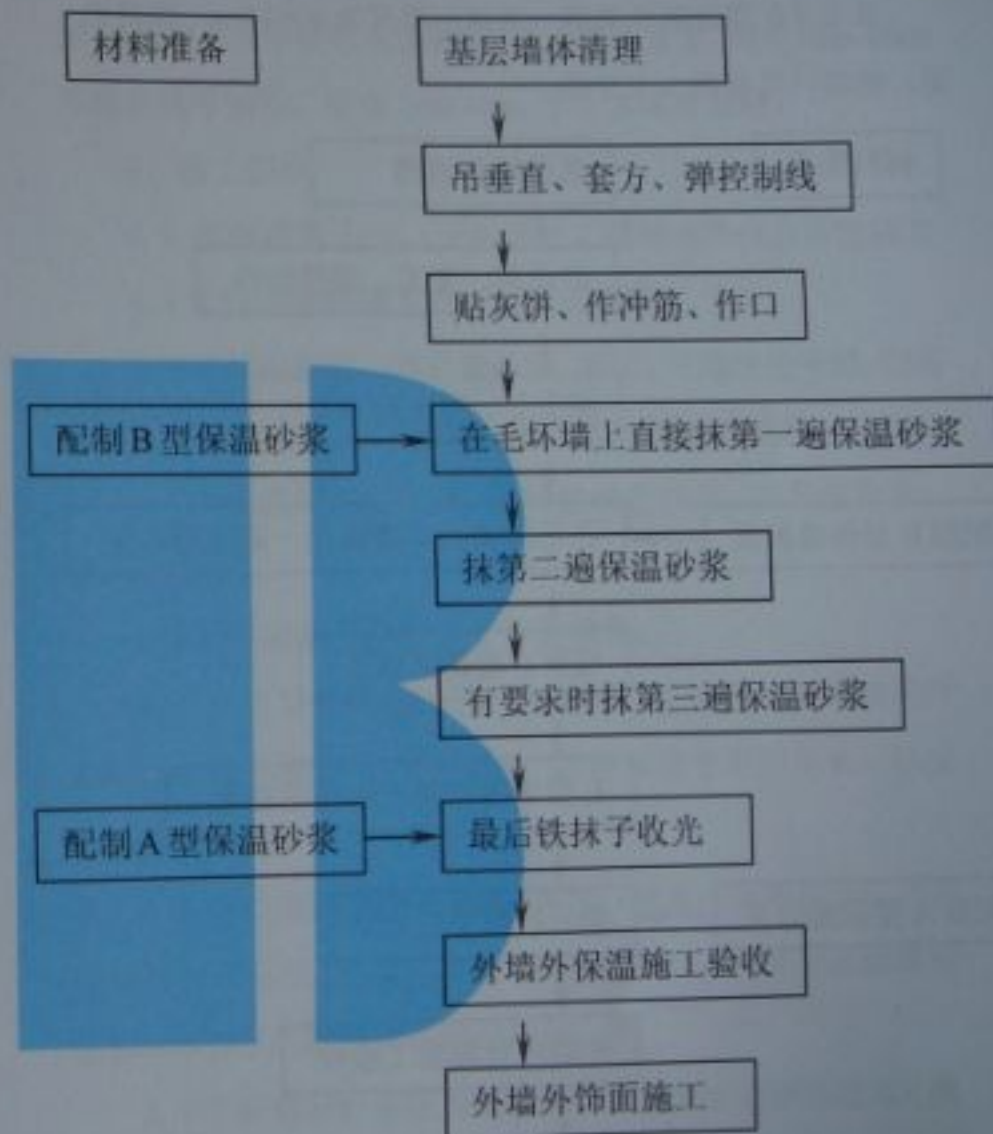 材料准备
基层墙体清理
吊垂直、套方、弹控制线
贴灰饼、作冲筋、作口
配制B型保温砂浆
在毛坯墙上直接抹第一遍保温砂浆
抹第二遍保温砂浆
有要求时抹第三遍保温砂浆
配制A型保温砂浆
最后铁抹子收光
外墙外保温施工验收
外墙外饰面施工